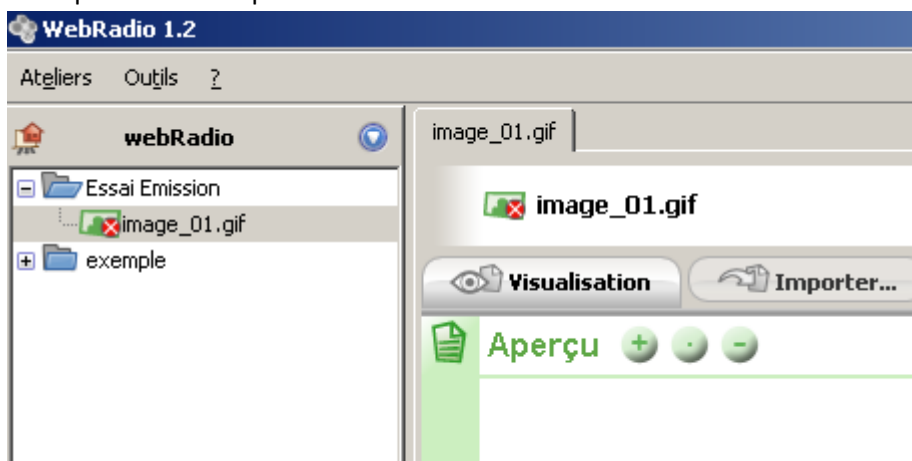 WebRadio 1.2
Ateliers Outils ?
webRadio
Essai Emission
image_01.gif
exemple
image_01.gif
image_01.gif
Visualisation Importer...
Aperçu